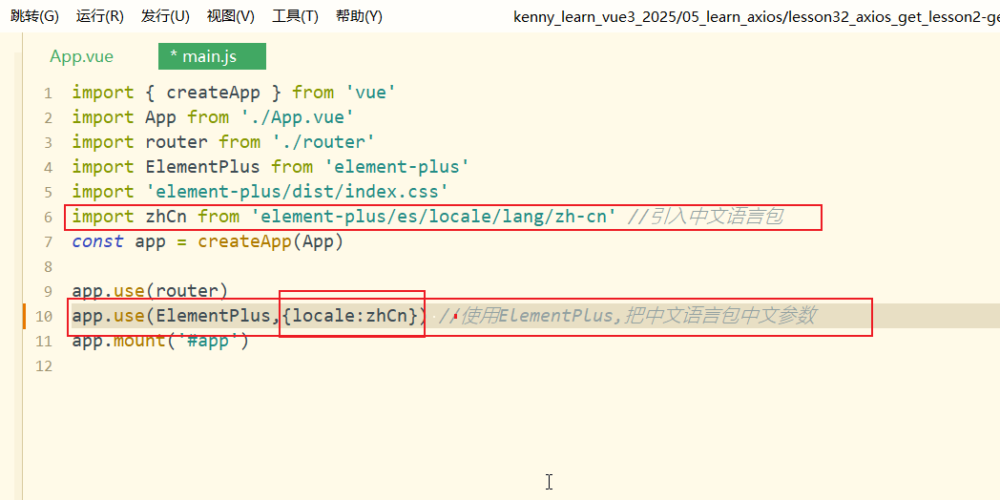 跳转(G) 运行(R) 发行(U) 视图(V) 工具(T) 帮助(Y) kenny_learn_vue3_2025/05_learn_axios/lesson32_axios_get_lesson2-ge
App.vue * main.js
1 import { createApp } from 'vue'
2 import App from './App.vue'
3 import router from './router'
4 import ElementPlus from 'element-plus'
5 import 'element-plus/dist/index.css'
6 import zhCn from 'element-plus/es/locale/lang/zh-cn' //引入中文语言包
7 const app = createApp(App)
8
9 app.use(router)
10 app.use(ElementPlus,{locale:zhCn}) //使用ElementPlus,把中文语言包中文参数
11 app.mount('#app')
12